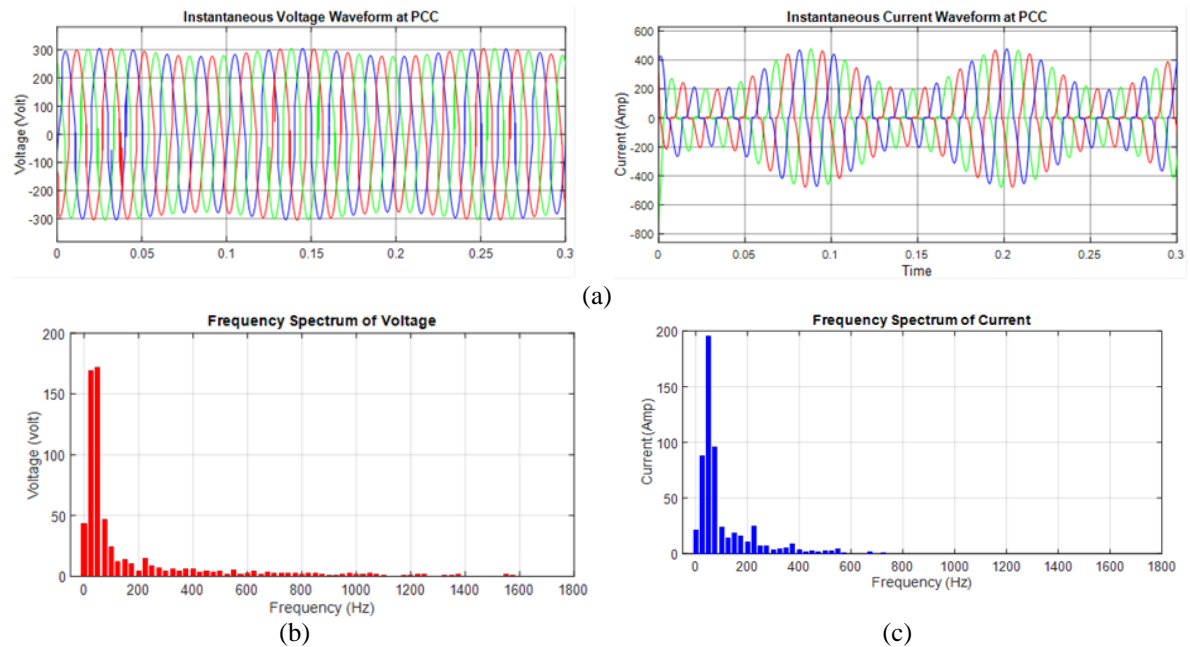 Instantaneous Voltage Waveform at PCC
Voltage (Volt)
300
200
100
0
-100
-200
-300
0 0.05 0.1 0.15 0.2 0.25 0.3
Instantaneous Current Waveform at PCC
Current (Amp)
600
400
200
0
-200
-400
-600
-800
0 0.05 0.1 0.15 0.2 0.25 0.3
Time
(a)
Frequency Spectrum of Voltage
Voltage (volt)
200
150
100
50
0
0 200 400 600 800 1000 1200 1400 1600 1800
Frequency (Hz)
(b)
Frequency Spectrum of Current
Current (Amp)
200
150
100
50
0
0 200 400 600 800 1000 1200 1400 1600 1800
Frequency (Hz)
(c)